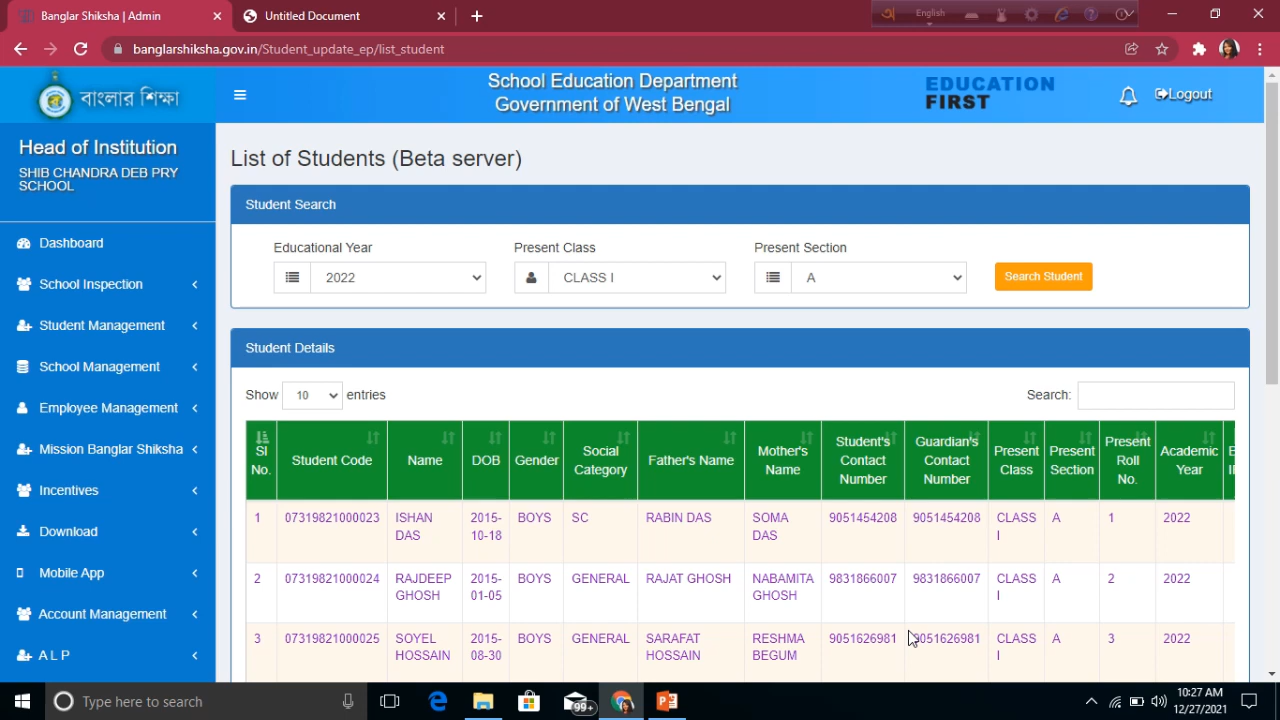 Banglar Shiksha | Admin
Untitled Document
English
banglarshiksha.gov.in/Student_update_ep/list_student
বাংলার শিক্ষা
School Education Department
Government of West Bengal
EDUCATION
FIRST
Logout
Head of Institution
SHIB CHANDRA DEB PRY
SCHOOL
Dashboard
School Inspection
Student Management
School Management
Employee Management
Mission Banglar Shiksha
Incentives
Download
Mobile App
Account Management
A L P
List of Students (Beta server)
Student Search
Educational Year
Present Class
Present Section
2022
CLASS I
A
Search Student
Student Details
Show 10 entries
Search:
Sl No. Student Code Name DOB Gender Social Category Father's Name Mother's Name Student's Contact Number Guardian's Contact Number Present Class Present Section Present Roll No. Academic Year
1 07319821000023 ISHAN DAS 2015-10-18 BOYS SC RABIN DAS SOMA DAS 9051454208 9051454208 CLASS I A 1 2022
2 07319821000024 RAJDEEP GHOSH 2015-01-05 BOYS GENERAL RAJAT GHOSH NABAMITA GHOSH 9831866007 9831866007 CLASS I A 2 2022
3 07319821000025 SOYEL HOSSAIN 2015-08-30 BOYS GENERAL SARAFAT HOSSAIN RESHMA BEGUM 9051626981 9051626981 CLASS I A 3 2022
Type here to search
99+
10:27 AM
12/27/2021